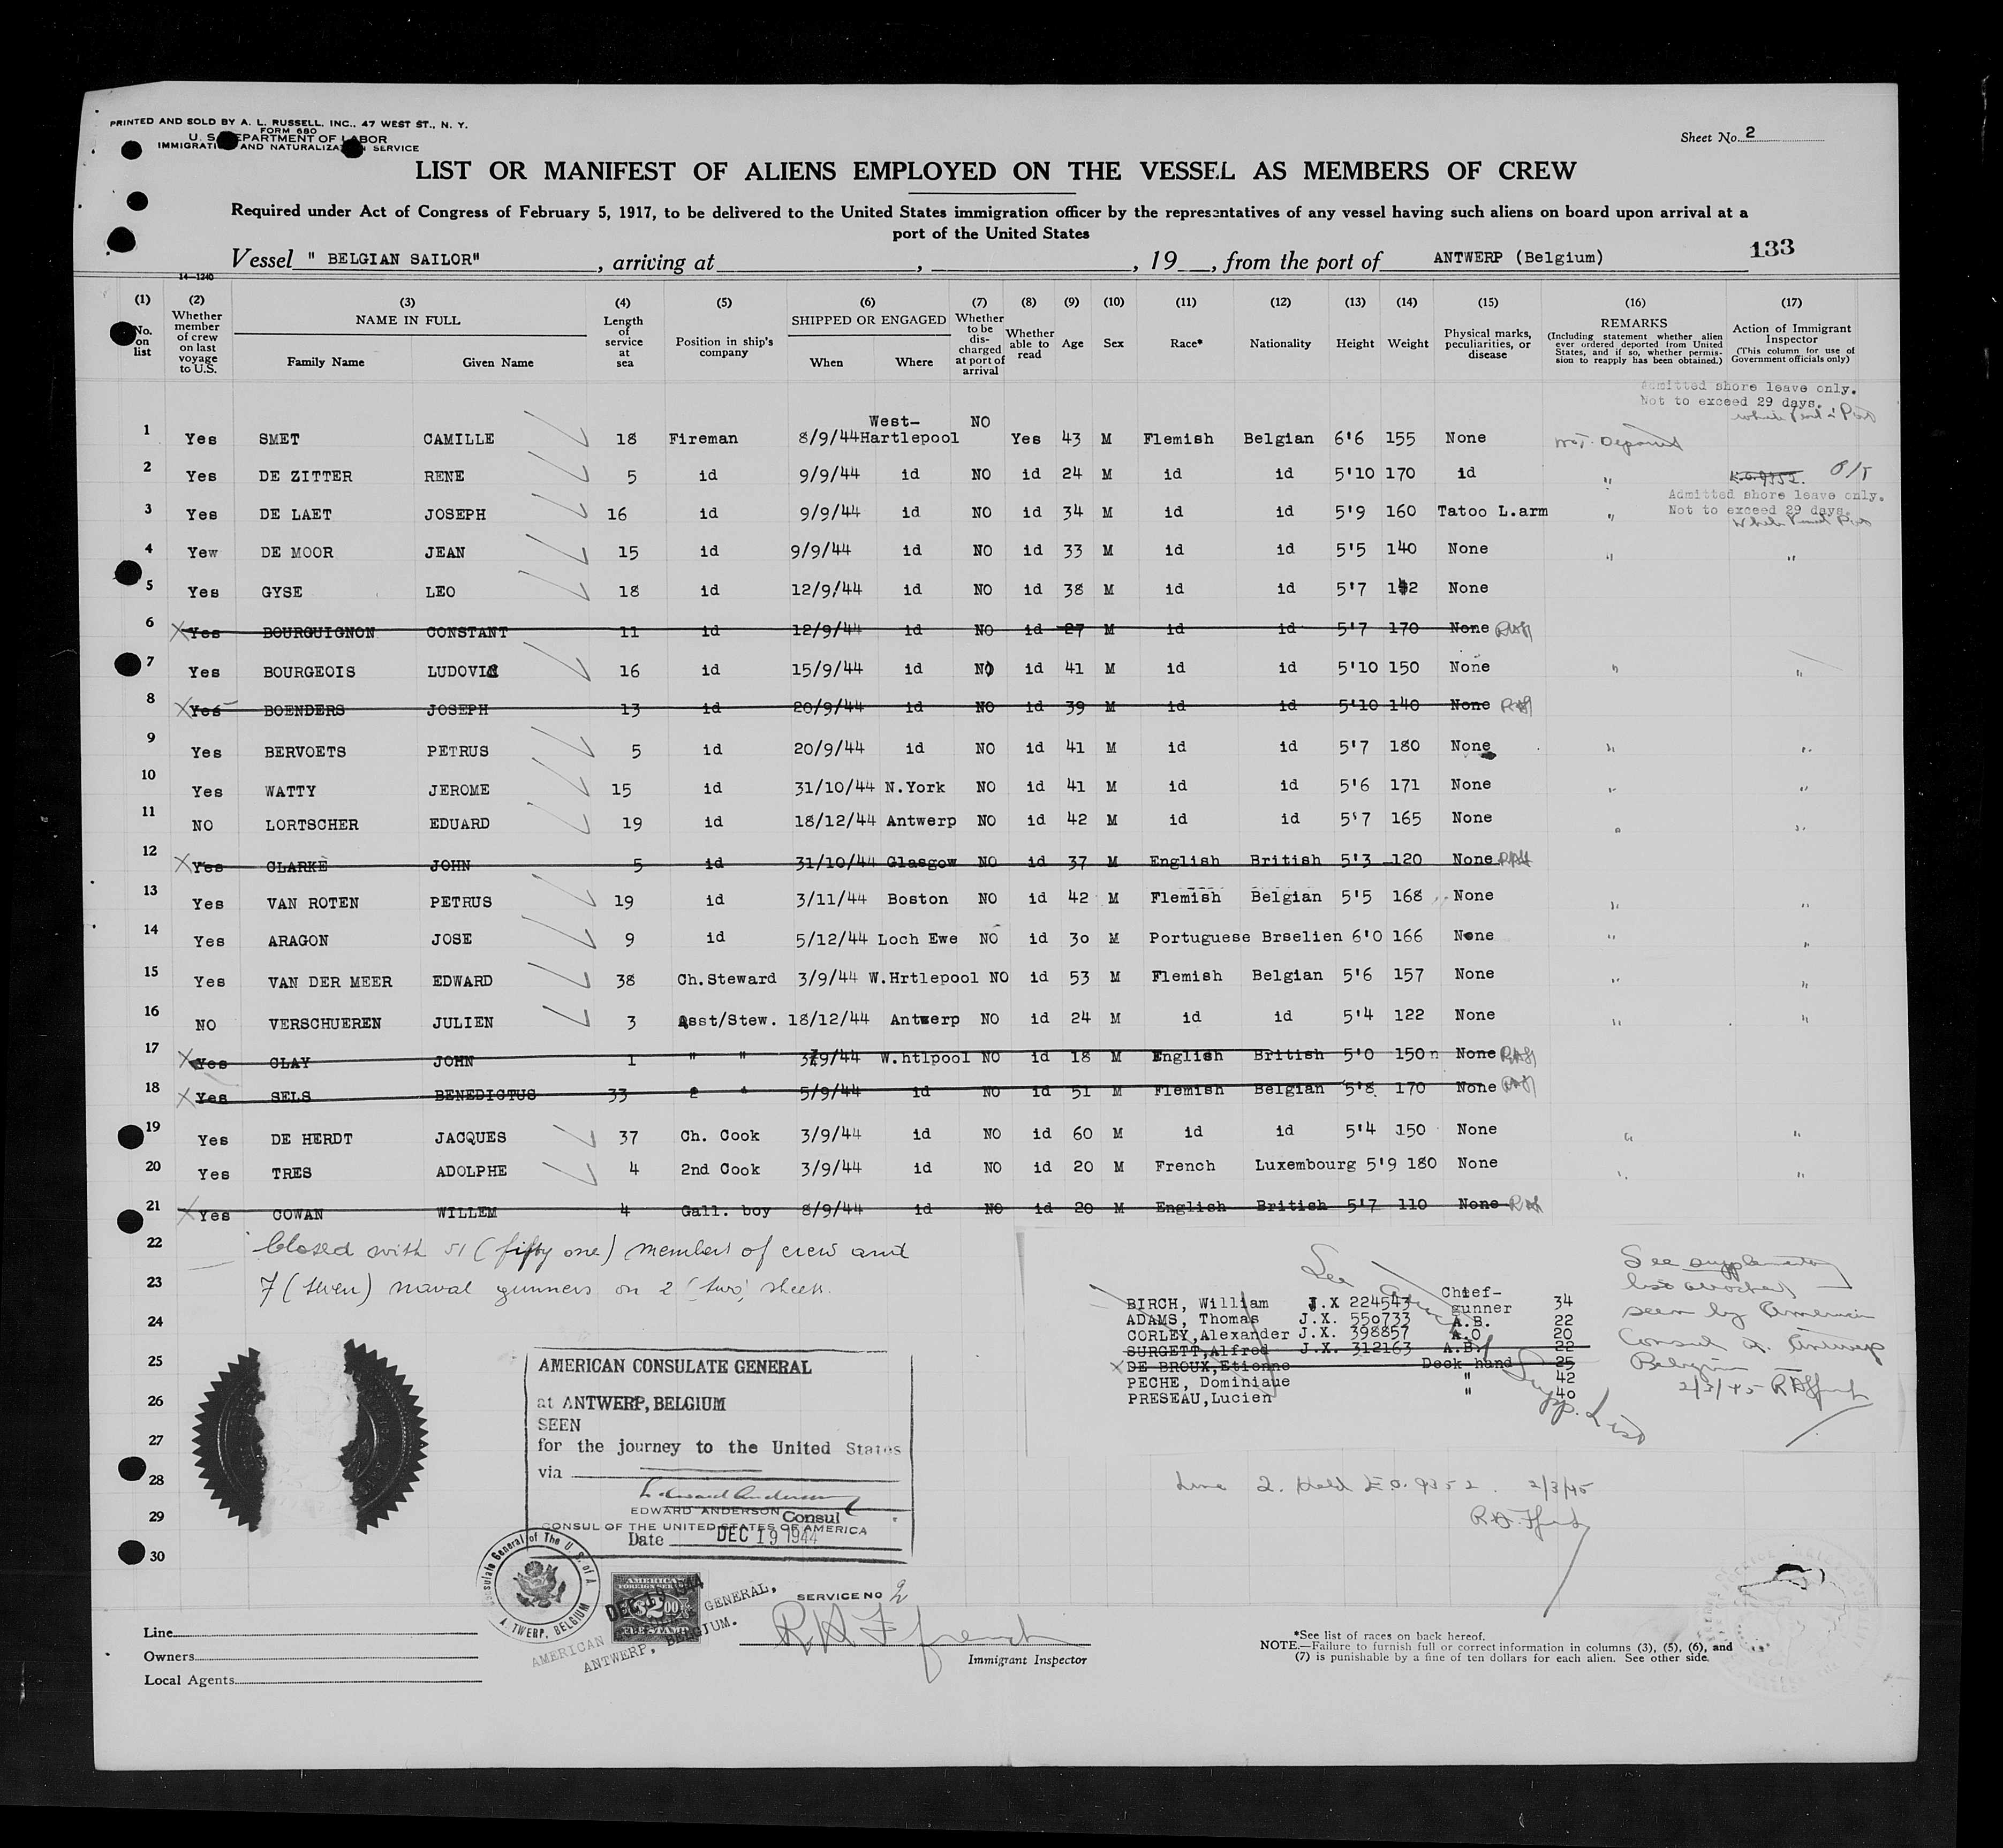 PRINTED AND SOLD BY A. L. RUSSELL, INC., 47 WEST ST., N. Y.
FORM 680
U. S. DEPARTMENT OF LABOR
IMMIGRATION AND NATURALIZATION SERVICE
Sheet No. 2
LIST OR MANIFEST OF ALIENS EMPLOYED ON THE VESSEL AS MEMBERS OF CREW
Required under Act of Congress of February 5, 1917, to be delivered to the United States immigration officer by the representatives of any vessel having such aliens on board upon arrival at a
port of the United States
Vessel " BELGIAN SAILOR" , arriving at , , 19 , from the port of ANTWERP (Belgium) 133
14—1240
(1) No. on list
(2) Whether member of crew on last voyage to U.S.
(3) NAME IN FULL Family Name Given Name
(4) Length of service at sea
(5) Position in ship's company
(6) SHIPPED OR ENGAGED When Where
(7) Whether to be discharged at port of arrival
(8) Whether able to read
(9) Age
(10) Sex
(11) Race*
(12) Nationality
(13) Height
(14) Weight
(15) Physical marks, peculiarities, or disease
(16) REMARKS (Including statement whether alien ever ordered deported from United States, and if so, whether permission to reapply has been obtained.)
(17) Action of Immigrant Inspector (This column for use of Government officials only)
Admitted shore leave only.
Not to exceed 29 days.
1 Yes SMET CAMILLE 18 Fireman 8/9/44 West-Hartlepool NO Yes 43 M Flemish Belgian 6'6 155 None
2 Yes DE ZITTER RENE 5 id 9/9/44 id NO id 24 M id id 5'10 170 id "
Admitted shore leave only.
3 Yes DE LAET JOSEPH 16 id 9/9/44 id NO id 34 M id id 5'9 160 Tatoo L.arm " Not to exceed 29 days.
4 Yew DE MOOR JEAN 15 id 9/9/44 id NO id 33 M id id 5'5 140 None " "
5 Yes GYSE LEO 18 id 12/9/44 id NO id 38 M id id 5'7 142 None
6 Yes BOURGUIGNON CONSTANT 11 id 12/9/44 id NO id 27 M id id 5'7 170 None
7 Yes BOURGEOIS LUDOVIC 16 id 15/9/44 id NO id 41 M id id 5'10 150 None " "
8 Yes BOENDERS JOSEPH 13 id 20/9/44 id NO id 39 M id id 5'10 140 None
9 Yes BERVOETS PETRUS 5 id 20/9/44 id NO id 41 M id id 5'7 180 None " "
10 Yes WATTY JEROME 15 id 31/10/44 N.York NO id 41 M id id 5'6 171 None " "
11 NO LORTSCHER EDUARD 19 id 18/12/44 Antwerp NO id 42 M id id 5'7 165 None " "
12 Yes CLARKE JOHN 5 id 31/10/44 Glasgow NO id 37 M English British 5'3 120 None
13 Yes VAN ROTEN PETRUS 19 id 3/11/44 Boston NO id 42 M Flemish Belgian 5'5 168 None " "
14 Yes ARAGON JOSE 9 id 5/12/44 Loch Ewe NO id 30 M Portuguese Brselien 6'0 166 None " "
15 Yes VAN DER MEER EDWARD 38 Ch.Steward 3/9/44 W.Hrtlepool NO id 53 M Flemish Belgian 5'6 157 None " "
16 NO VERSCHUEREN JULIEN 3 Asst/Stew. 18/12/44 Antwerp NO id 24 M id id 5'4 122 None " "
17 Yes CLAY JOHN 1 " " 3/9/44 W.htlpool NO id 18 M English British 5'0 150n None
18 Yes SELS BENEDICTUS 33 5/9/44 id NO id 51 M Flemish Belgian 5'8 170 None
19 Yes DE HERDT JACQUES 37 Ch. Cook 3/9/44 id NO id 60 M id id 5'4 150 None " "
20 Yes TRES ADOLPHE 4 2nd Cook 3/9/44 id NO id 20 M French Luxembourg 5'9 180 None " "
21 Yes COWAN WILLEM 4 Gall. boy 8/9/44 id NO id 20 M English British 5'7 110 None
22 Closed with 51 (fifty one) members of crew and
23 7 (seven) naval gunners on 2 (two) sheets.
24
25
26
27
28
29
30
BIRCH, William J.X 224543 Chief-gunner 34
ADAMS, Thomas J.X. 550733 A.B. 22
CORLEY,Alexander J.X. 398857 A.O 20
SURGETT,Alfred J.X. 312163 A.B. 22
DE BROUX,Etienne Deck hand 25
PECHE, Dominiaue " 42
PRESEAU,Lucien " 40
See Supp. List
See supplementary
list attached
seen by American
Consul at Antwerp
Belgium
2/3/45
Line 2. Held E.O. 9352. 2/3/45
AMERICAN CONSULATE GENERAL
at ANTWERP, BELGIUM
SEEN
for the journey to the United States
via
Edward Anderson
EDWARD ANDERSON Consul
CONSUL OF THE UNITED STATES OF AMERICA
Date DEC 19 1944
Consulate General of The U. S. of A.
ANTWERP, BELGIUM
AMERICAN FOREIGN SERVICE
$2.00
FEE STAMP
DEC 19 1944
AMERICAN CONSULATE GENERAL,
ANTWERP, BELGIUM.
SERVICE NO 2
Immigrant Inspector
Line
Owners
Local Agents
*See list of races on back hereof.
NOTE.—Failure to furnish full or correct information in columns (3), (5), (6), and
(7) is punishable by a fine of ten dollars for each alien. See other side.